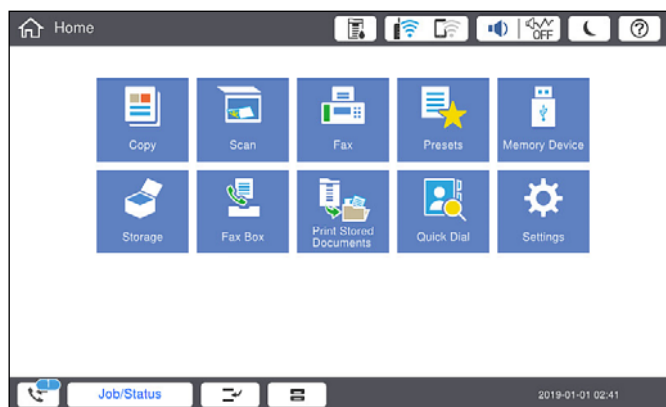 Home
OFF
Copy
Scan
Fax
Presets
Memory Device
Storage
Fax Box
Print Stored
Documents
Quick Dial
Settings
1
Job/Status
2019-01-01 02:41